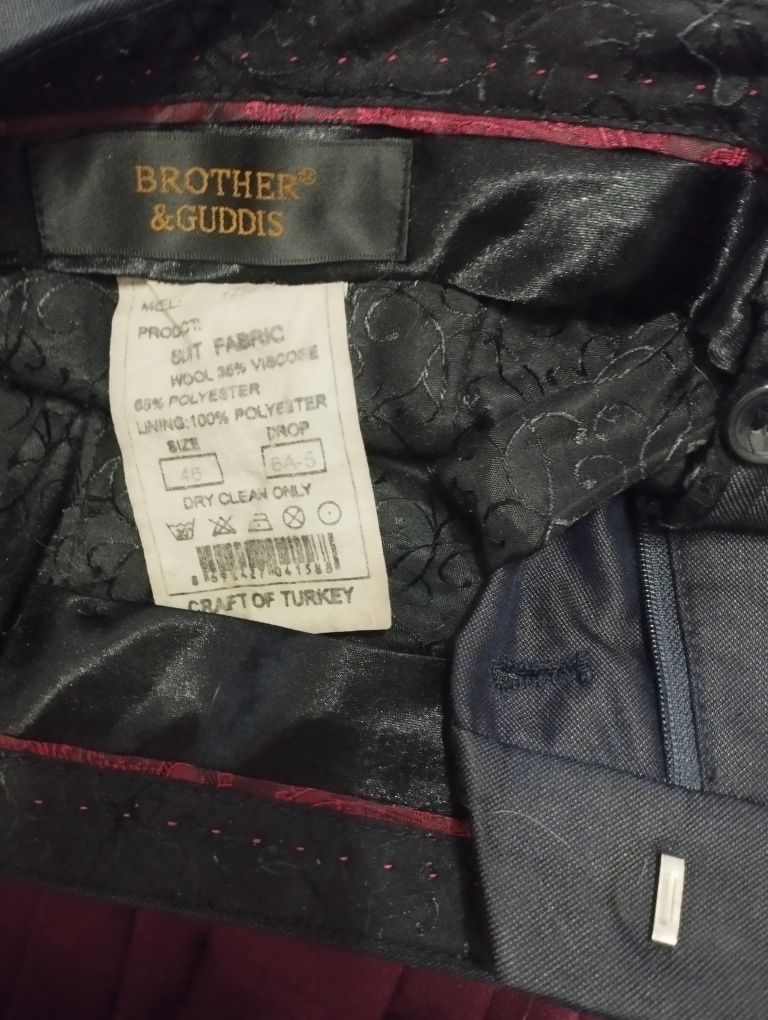 BROTHER®
&GUDDIS
PRODCT:
SUIT FABRIC
WOOL 35% VISCOSE
65% POLYESTER
LINING:100% POLYESTER
SIZE DROP
46 6A-5
DRY CLEAN ONLY
CRAFT OF TURKEY